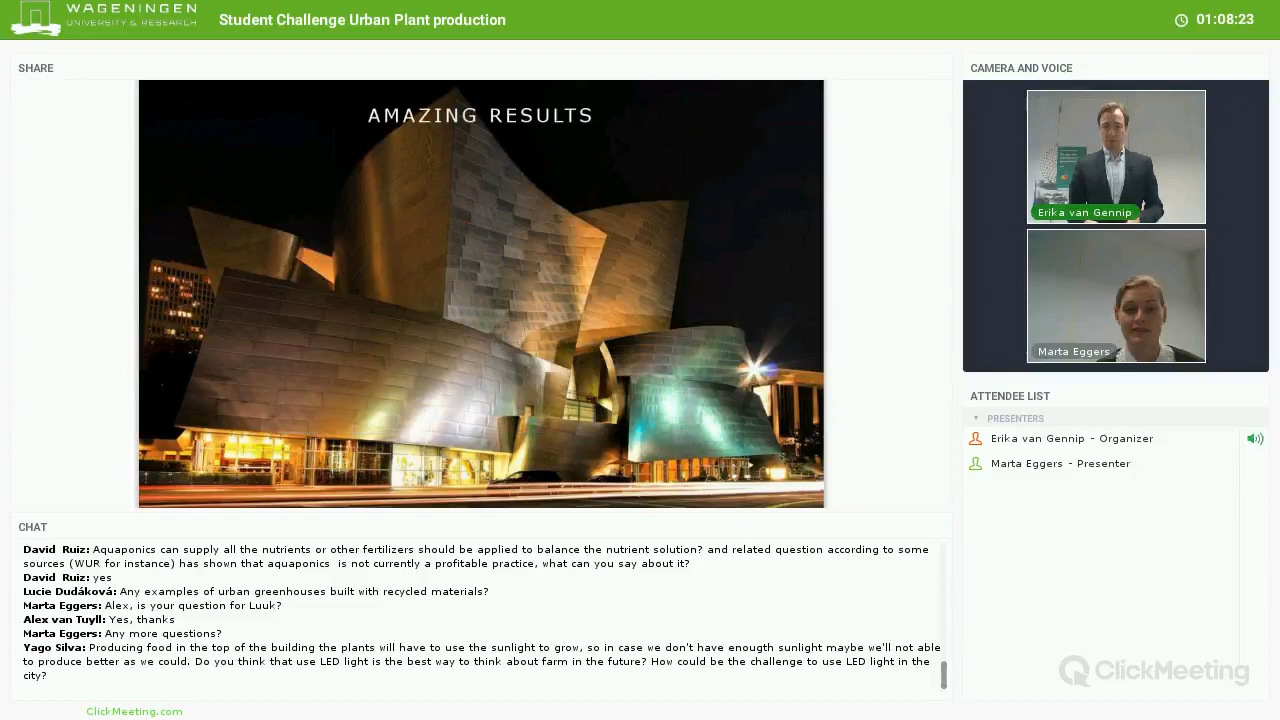 WAGENINGEN
UNIVERSITY & RESEARCH
Student Challenge Urban Plant production
01:08:23
SHARE
AMAZING RESULTS
CAMERA AND VOICE
Erika van Gennip
Marta Eggers
ATTENDEE LIST
PRESENTERS
Erika van Gennip - Organizer
Marta Eggers - Presenter
CHAT
David Ruiz: Aquaponics can supply all the nutrients or other fertilizers should be applied to balance the nutrient solution? and related question according to some
sources (WUR for instance) has shown that aquaponics is not currently a profitable practice, what can you say about it?
David Ruiz: yes
Lucie Dudáková: Any examples of urban greenhouses built with recycled materials?
Marta Eggers: Alex, is your question for Luuk?
Alex van Tuyll: Yes, thanks
Marta Eggers: Any more questions?
Yago Silva: Producing food in the top of the building the plants will have to use the sunlight to grow, so in case we don't have enougth sunlight maybe we'll not able
to produce better as we could. Do you think that use LED light is the best way to think about farm in the future? How could be the challenge to use LED light in the
city?
ClickMeeting
ClickMeeting.com